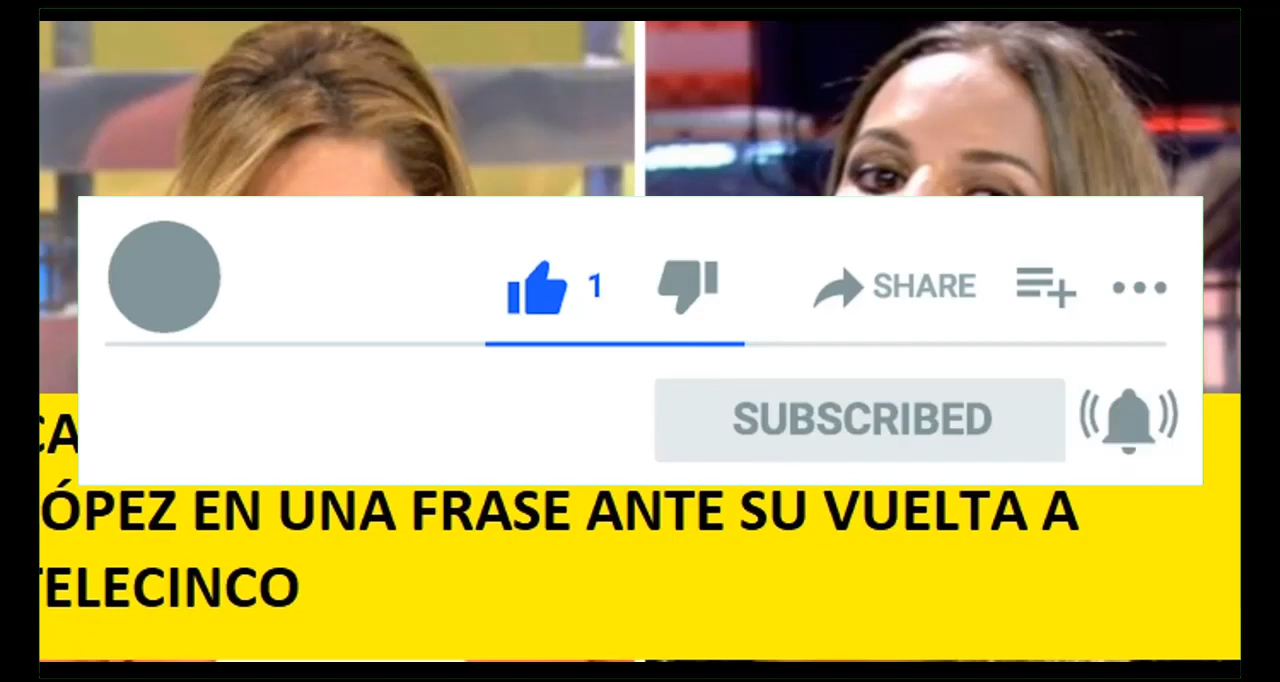 1
SHARE
SUBSCRIBED
CA
ÓPEZ EN UNA FRASE ANTE SU VUELTA A
TELECINCO